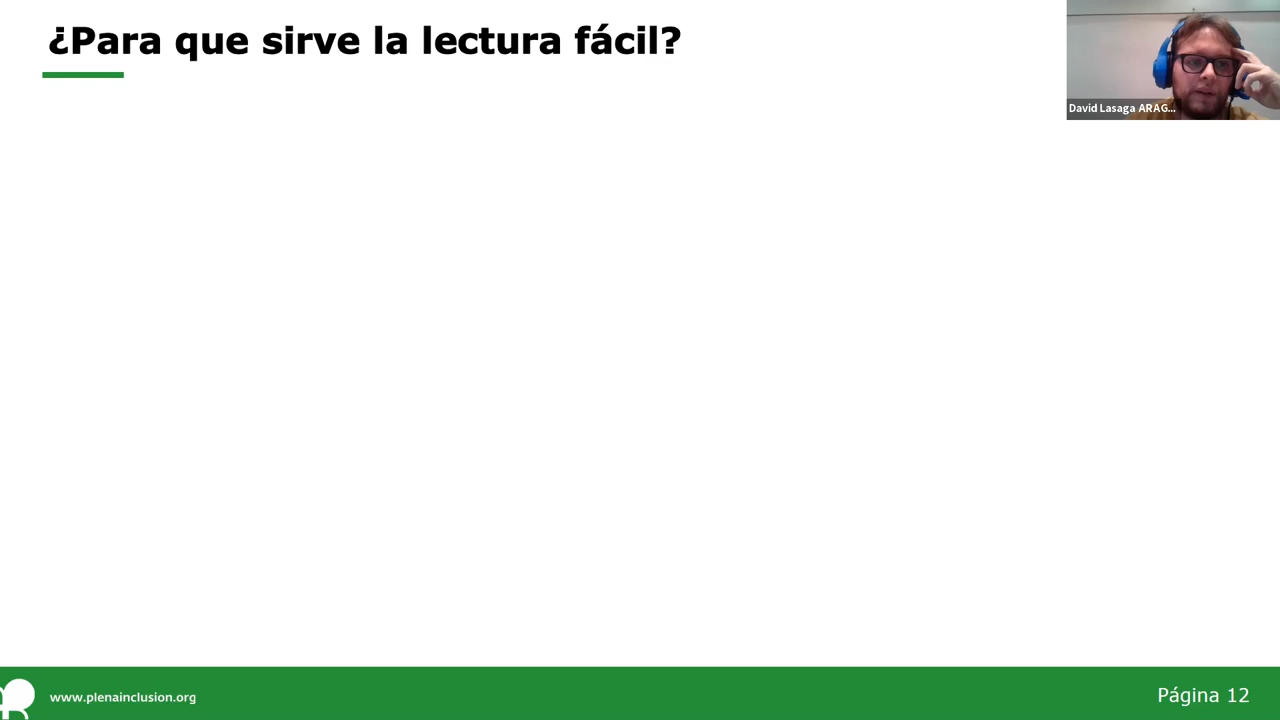 ¿Para que sirve la lectura fácil?
David Lasaga ARAG...
www.plenainclusion.org
Página 12